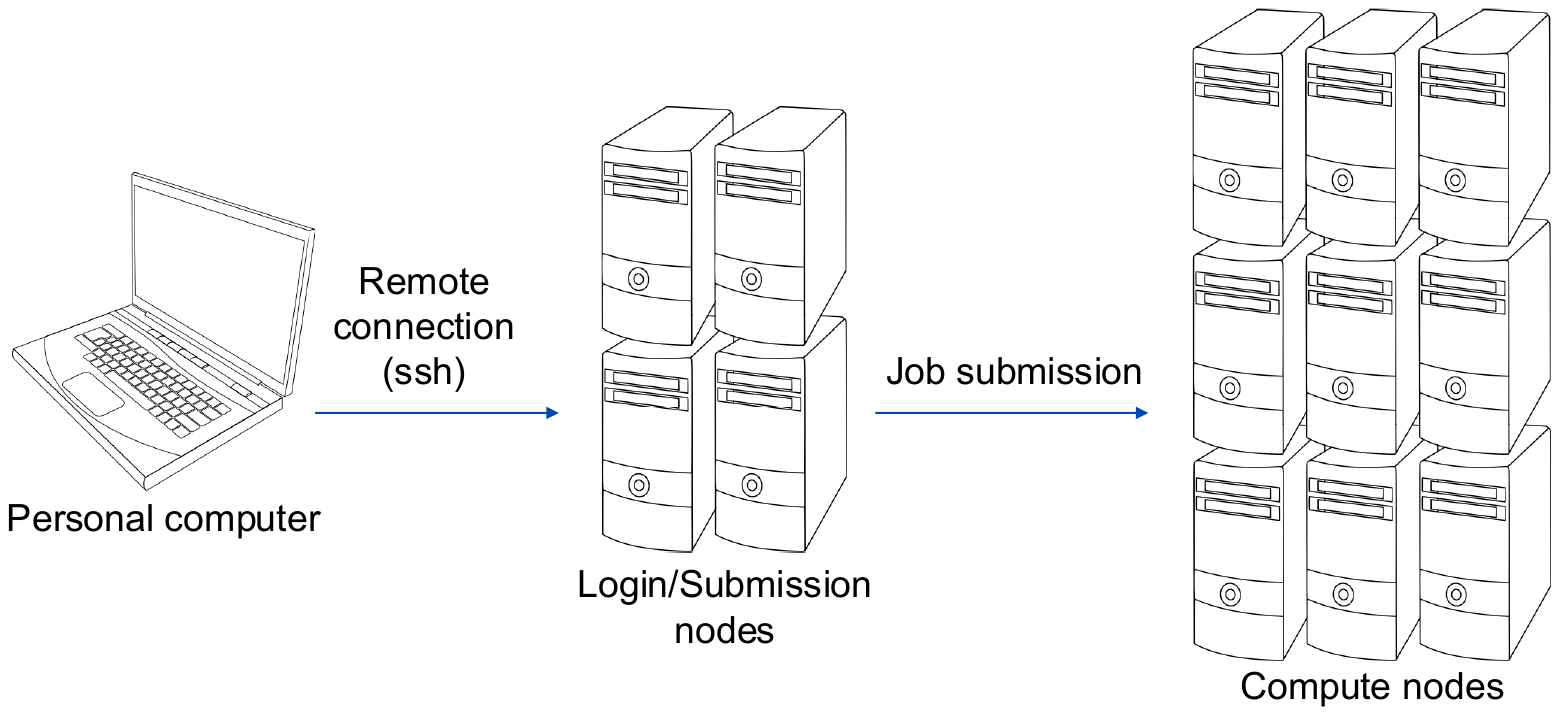 Remote
connection
(ssh)
Personal computer
Login/Submission
nodes
Job submission
Compute nodes